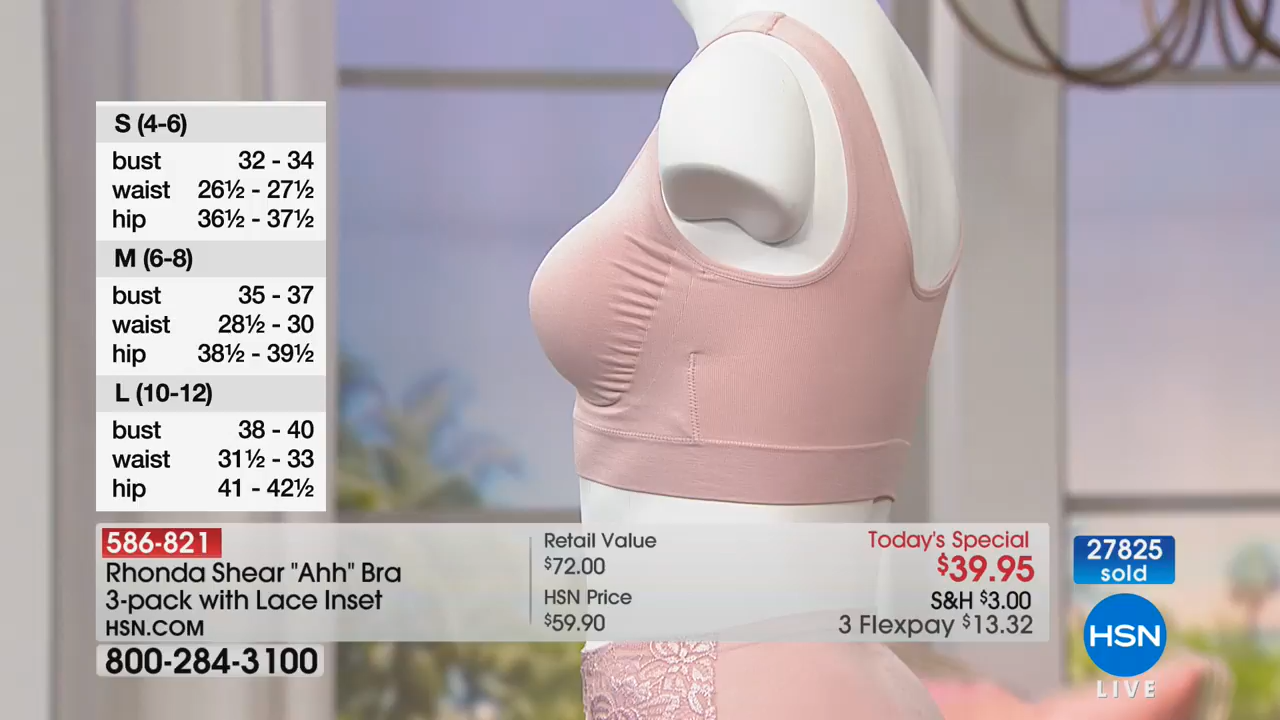 S (4-6)
bust 32 - 34
waist 26½ - 27½
hip 36½ - 37½
M (6-8)
bust 35 - 37
waist 28½ - 30
hip 38½ - 39½
L (10-12)
bust 38 - 40
waist 31½ - 33
hip 41 - 42½
586-821
Rhonda Shear "Ahh" Bra
3-pack with Lace Inset
HSN.COM
800-284-3100
Retail Value
$72.00
HSN Price
$59.90
Today's Special
$39.95
S&H $3.00
3 Flexpay $13.32
27825
sold
HSN
LIVE